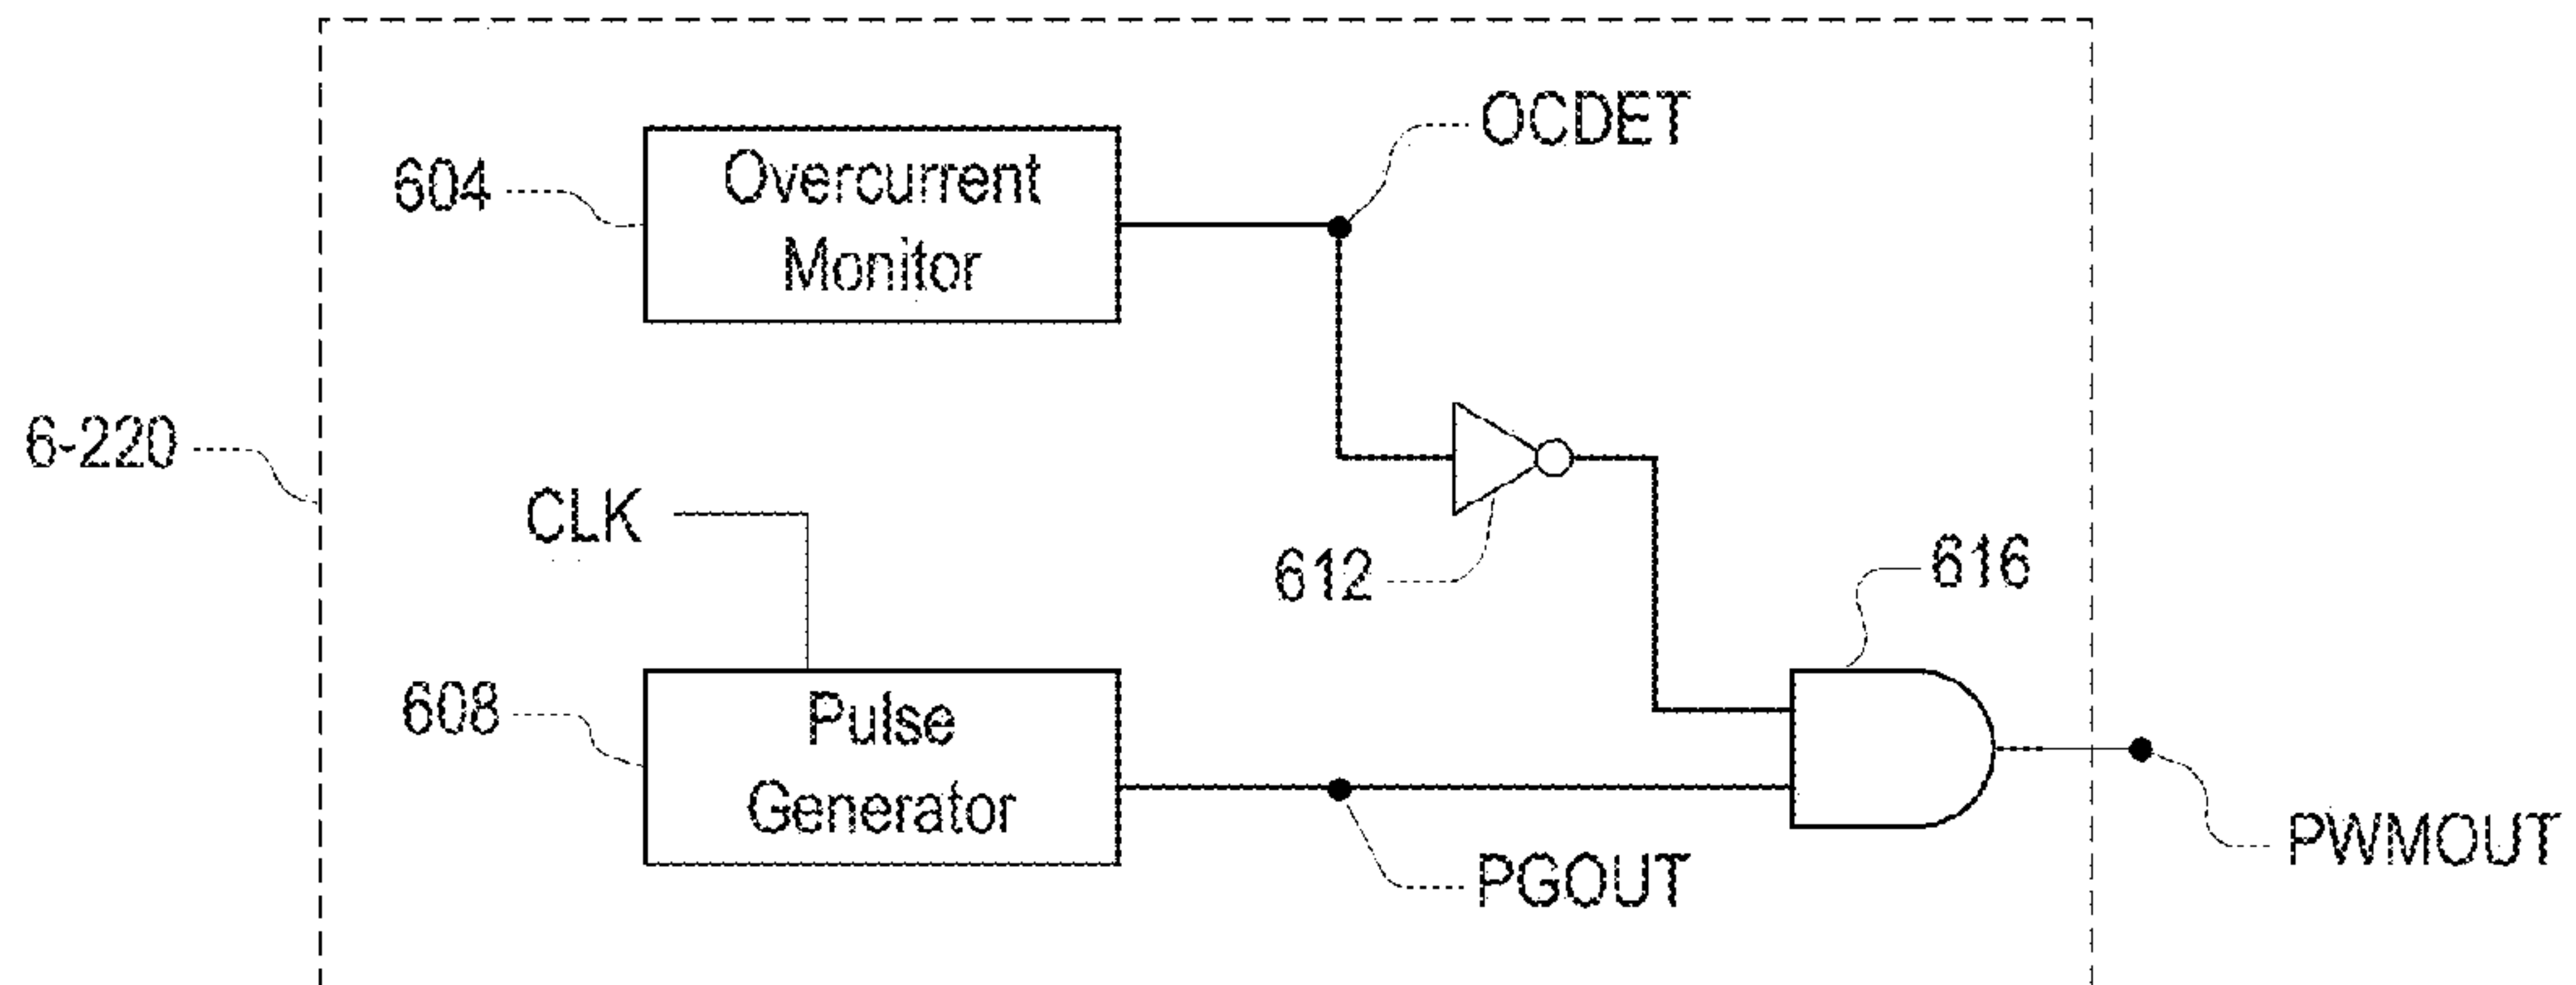 OCDET
604
Overcurrent
Monitor
6-220
CLK
612
616
608
Pulse
Generator
PGOUT
PWMOUT